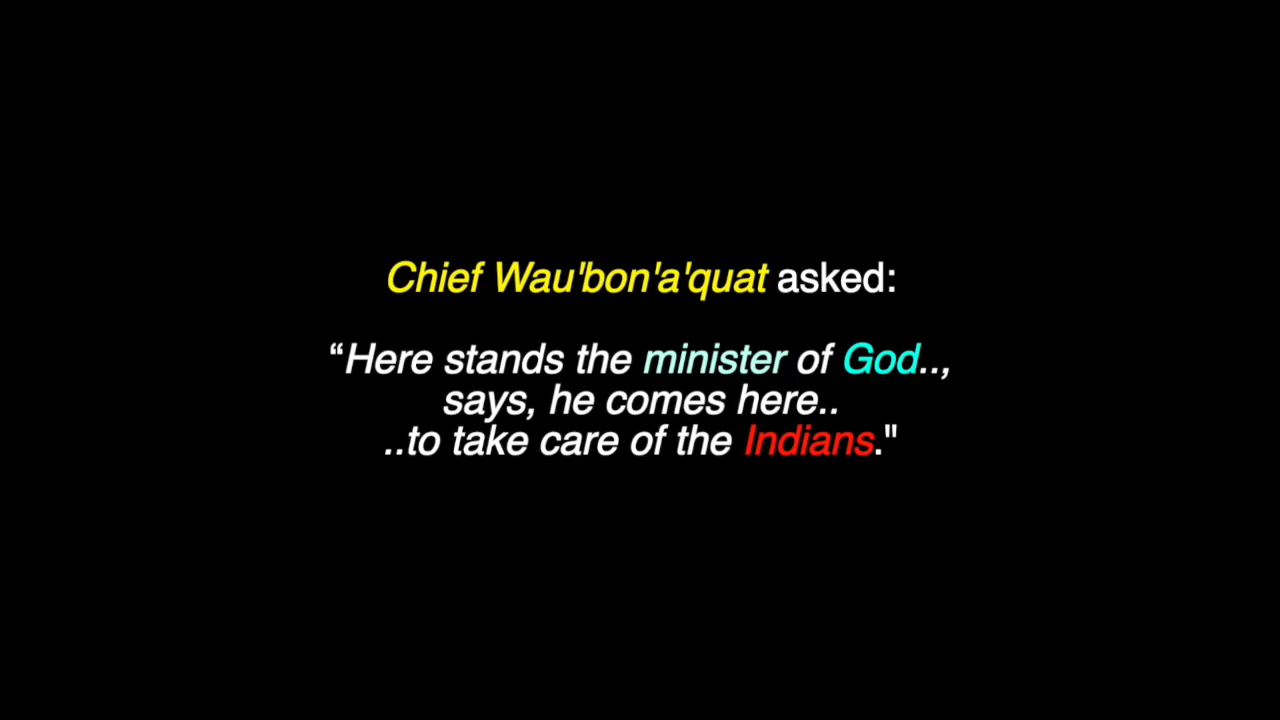 Chief Wau'bon'a'quat asked:
“Here stands the minister of God..,
says, he comes here..
..to take care of the Indians."